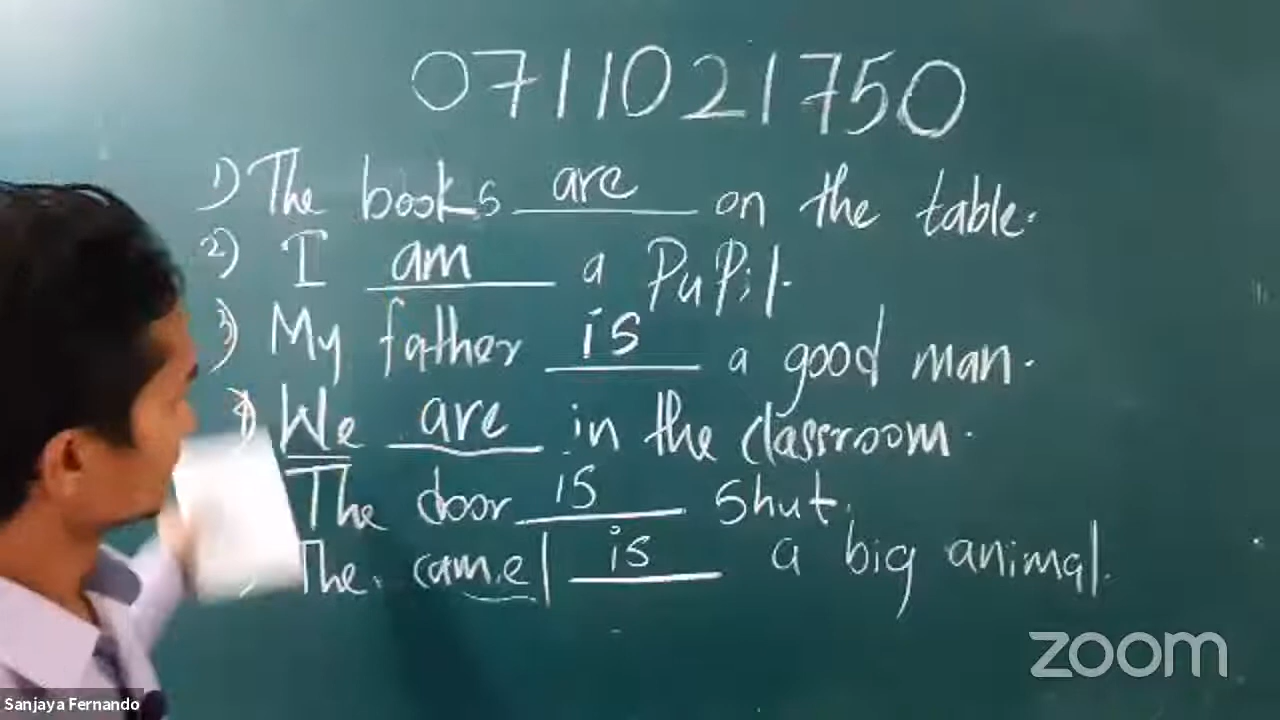 0711021750
1) The books are on the table.
2) I am a Pupil.
3) My father is a good man.
4) We are in the classroom.
The door is shut.
The camel is a big animal.
zoom
Sanjaya Fernando